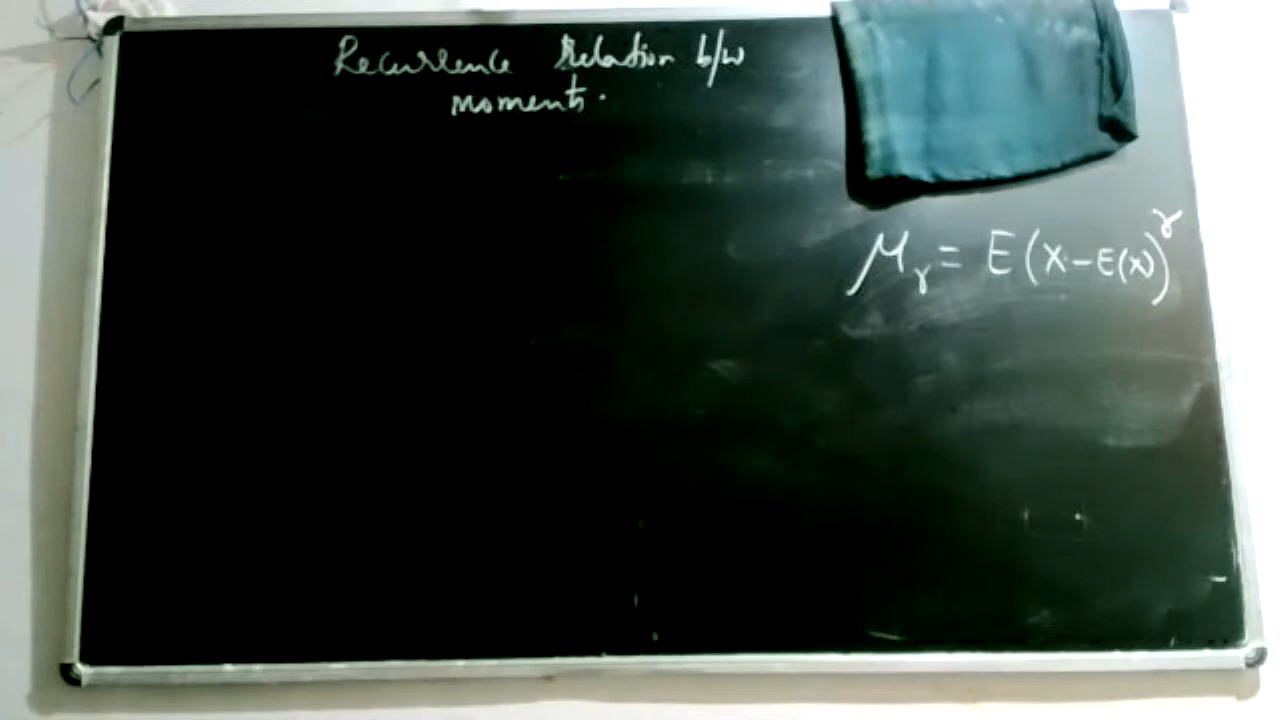 Recurrence Relation b/w
moments.
μᵣ = E(X-E(X))ʳ